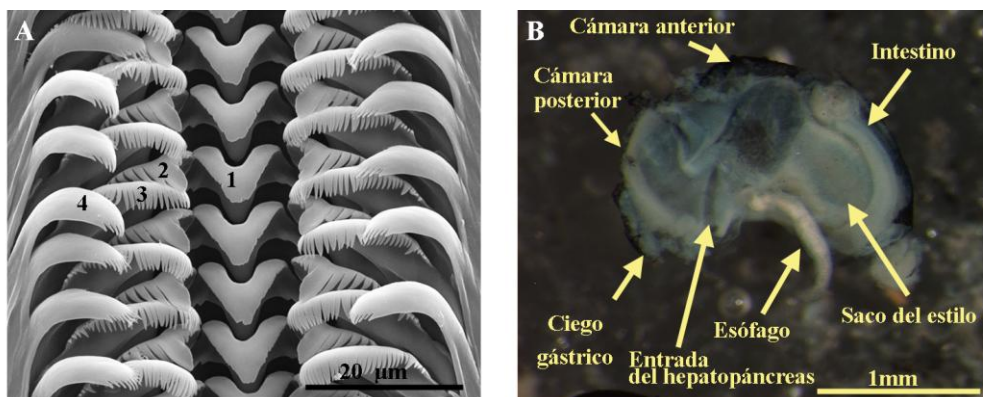 A
1
2
3
4
20 µm
B
Cámara anterior
Cámara
posterior
Intestino
Ciego
gástrico
Entrada
del hepatopáncreas
Esófago
Saco del estilo
1mm